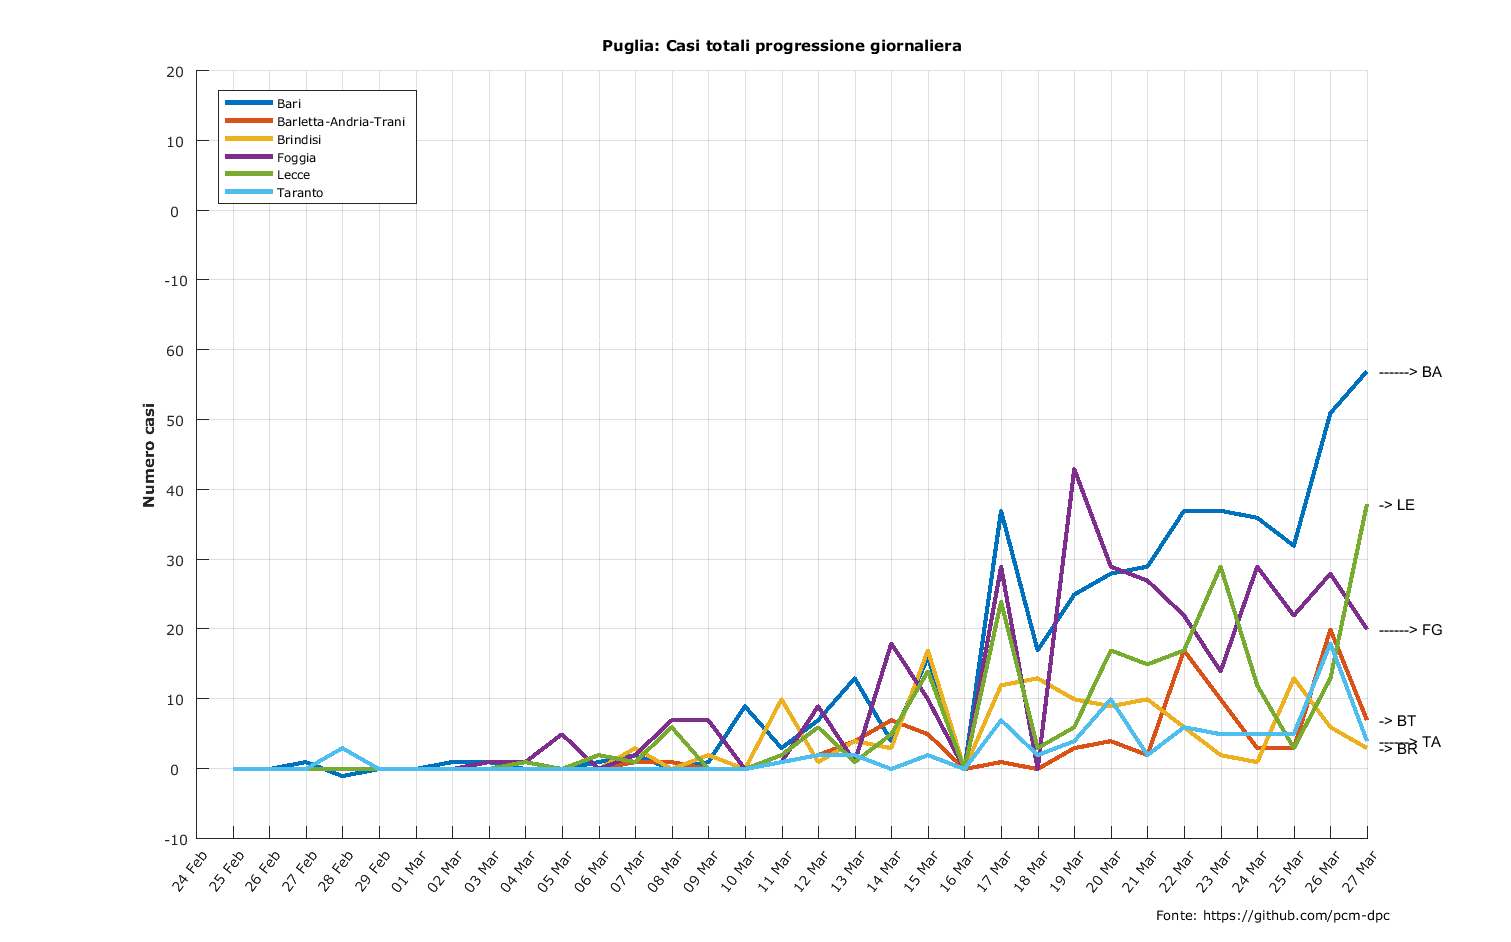 Puglia: Casi totali progressione giornaliera
20
10
0
-10
60
50
40
30
20
10
0
-10
Numero casi
Bari
Barletta-Andria-Trani
Brindisi
Foggia
Lecce
Taranto
------> BA
-> LE
------> FG
-> BT
------> TA
-> BR
24 Feb
25 Feb
26 Feb
27 Feb
28 Feb
29 Feb
01 Mar
02 Mar
03 Mar
04 Mar
05 Mar
06 Mar
07 Mar
08 Mar
09 Mar
10 Mar
11 Mar
12 Mar
13 Mar
14 Mar
15 Mar
16 Mar
17 Mar
18 Mar
19 Mar
20 Mar
21 Mar
22 Mar
23 Mar
24 Mar
25 Mar
26 Mar
27 Mar
Fonte: https://github.com/pcm-dpc